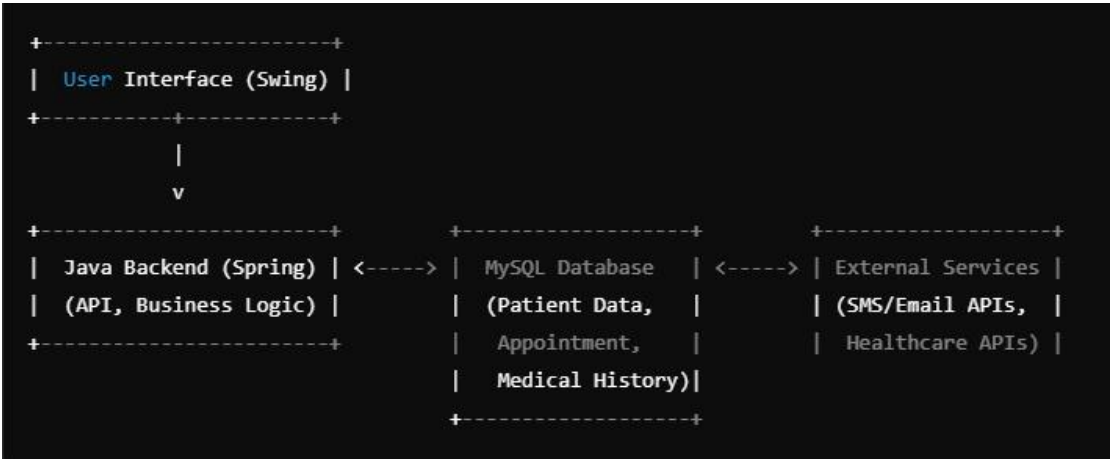 +------------------------+
|  User Interface (Swing) |
+-----------+------------+
            |
            v
+------------------------+         +-------------------+         +-------------------+
|  Java Backend (Spring) | <-----> |  MySQL Database   | <-----> | External Services |
|  (API, Business Logic) |         |  (Patient Data,   |         | (SMS/Email APIs,  |
+------------------------+         |   Appointment,    |         |  Healthcare APIs) |
                                   |   Medical History)|
                                   +-------------------+